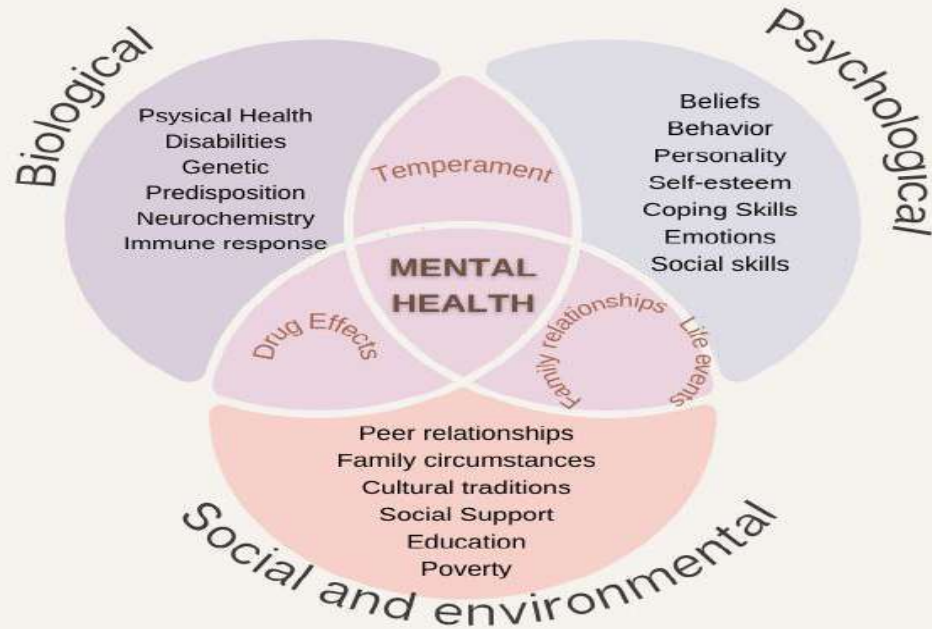 Biological
Psychological
Psysical Health
Disabilities
Genetic
Predisposition
Neurochemistry
Immune response
Temperament
Beliefs
Behavior
Personality
Self-esteem
Coping Skills
Emotions
Social skills
MENTAL
HEALTH
Drug Effects
Family relationships
Life events
Peer relationships
Family circumstances
Cultural traditions
Social Support
Education
Poverty
Social and environmental